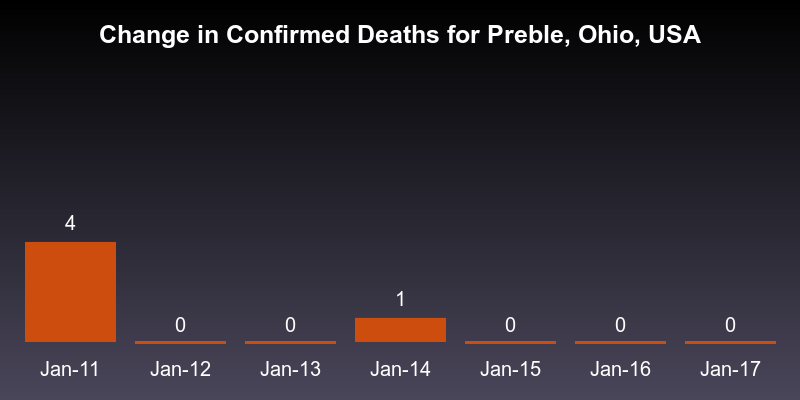 Change in Confirmed Deaths for Preble, Ohio, USA
4
0
0
1
0
0
0
Jan-11
Jan-12
Jan-13
Jan-14
Jan-15
Jan-16
Jan-17